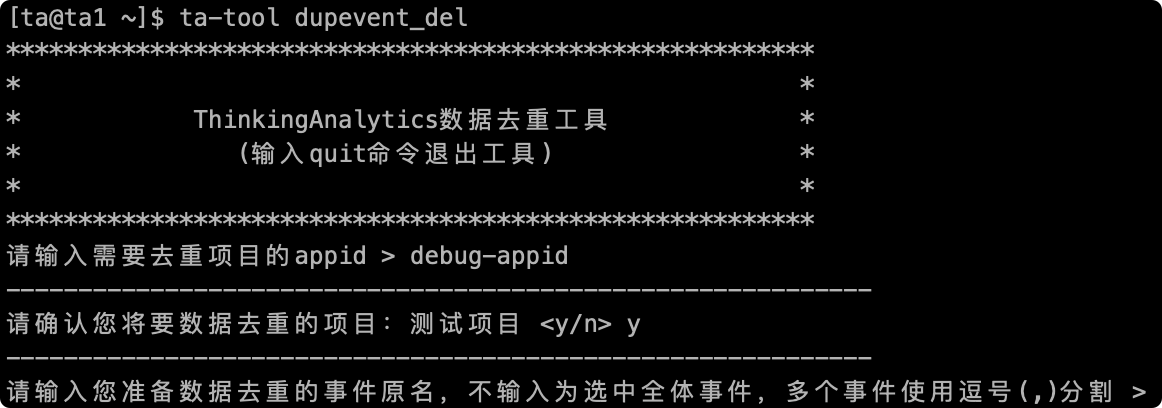 [ta@ta1 ~]$ ta-tool dupevent_del
********************************************************
*                                                      *
*            ThinkingAnalytics数据去重工具             *
*               (输入quit命令退出工具)                 *
*                                                      *
********************************************************
请输入需要去重项目的appid > debug-appid
------------------------------------------------------------
请确认您将要数据去重的项目: 测试项目 <y/n> y
------------------------------------------------------------
请输入您准备数据去重的事件原名，不输入为选中全体事件，多个事件使用逗号(,)分割 >